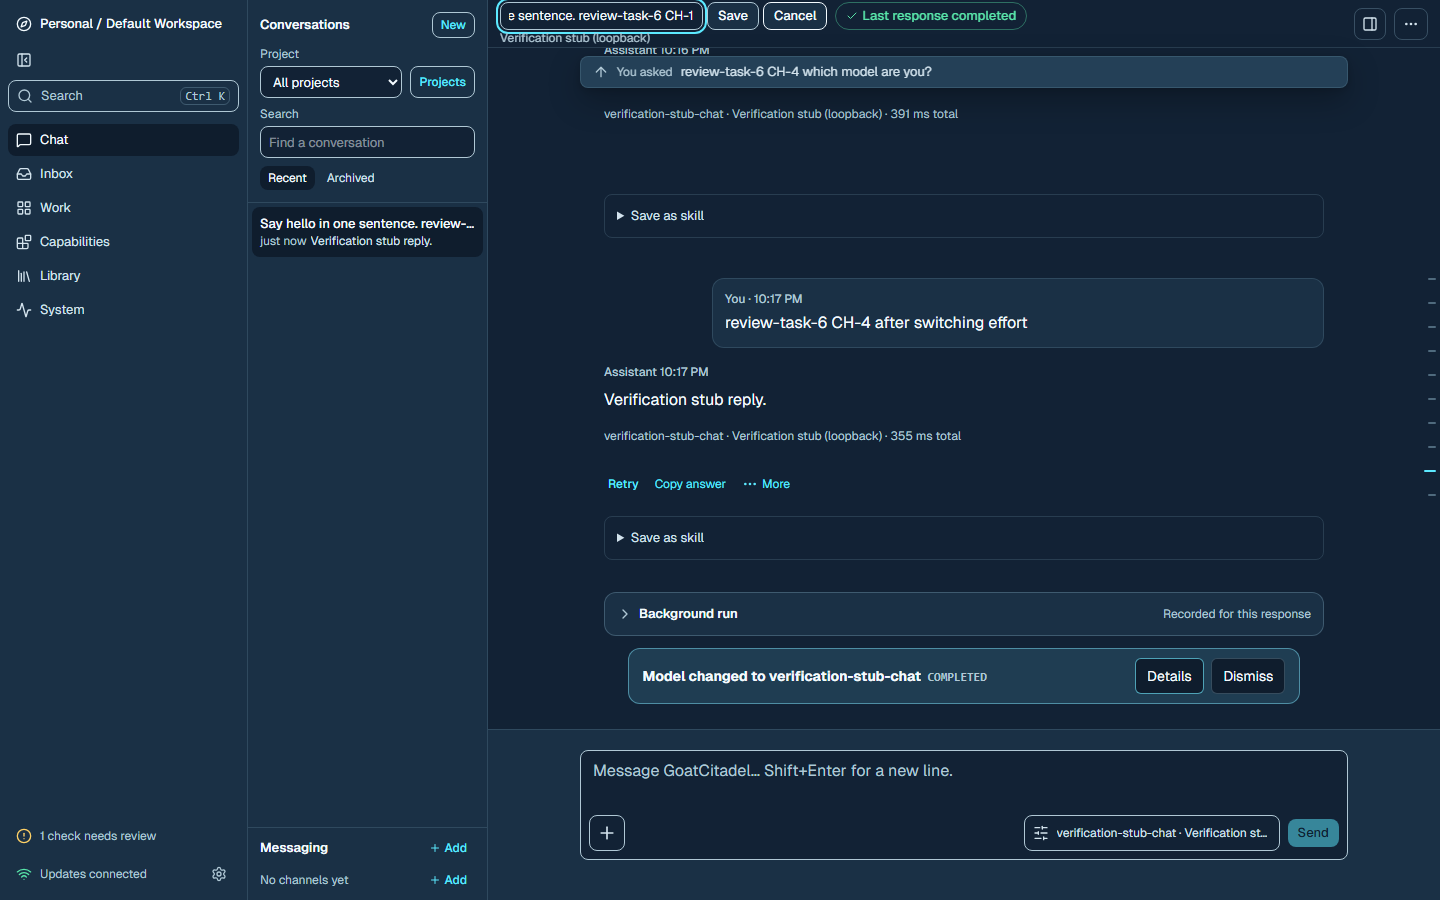 Personal / Default Workspace
Search
Ctrl K
Chat
Inbox
Work
Capabilities
Library
System
1 check needs review
Updates connected
Conversations
New
Project
All projects
Projects
Search
Find a conversation
Recent
Archived
Say hello in one sentence. review-...
just now Verification stub reply.
Messaging
+ Add
No channels yet
+ Add
e sentence. review-task-6 CH-1
Save
Cancel
Last response completed
Verification stub (loopback)
Assistant 10:16 PM
You asked review-task-6 CH-4 which model are you?
verification-stub-chat · Verification stub (loopback) · 391 ms total
Save as skill
You · 10:17 PM
review-task-6 CH-4 after switching effort
Assistant 10:17 PM
Verification stub reply.
verification-stub-chat · Verification stub (loopback) · 355 ms total
Retry
Copy answer
··· More
Save as skill
Background run
Recorded for this response
Model changed to verification-stub-chat COMPLETED
Details
Dismiss
Message GoatCitadel... Shift+Enter for a new line.
verification-stub-chat · Verification st...
Send